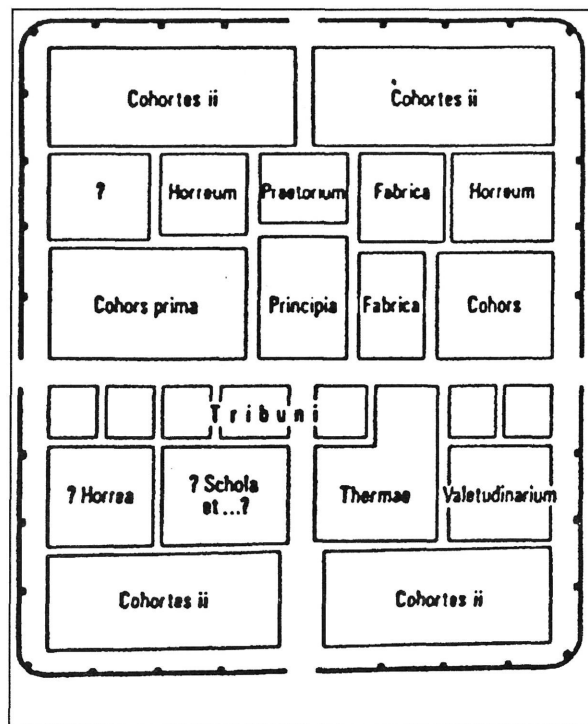 Cohortes ii
Cohortes ii
?
Horreum
Praetorium
Fabrica
Horreum
Cohors prima
Principia
Fabrica
Cohors
Tribuni
? Horrea
? Schola
et...?
Thermae
Valetudinarium
Cohortes ii
Cohortes ii